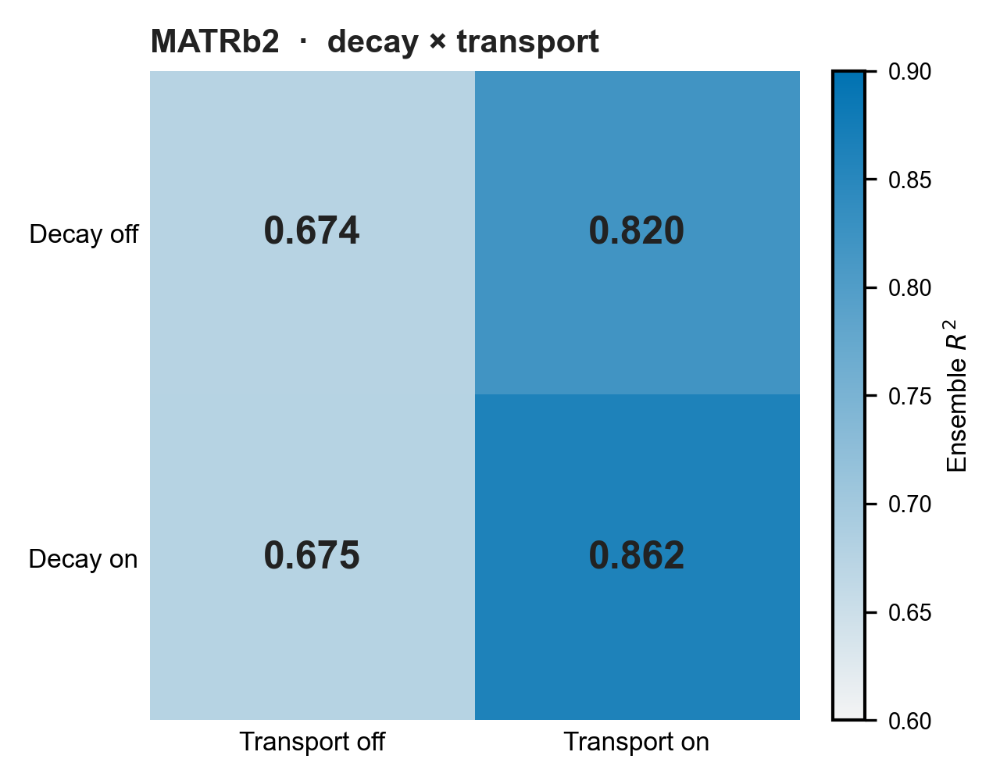 MATRb2 · decay × transport
Decay off
0.674
0.820
Decay on
0.675
0.862
Transport off
Transport on
0.90
0.85
0.80
0.75
0.70
0.65
0.60
Ensemble R²